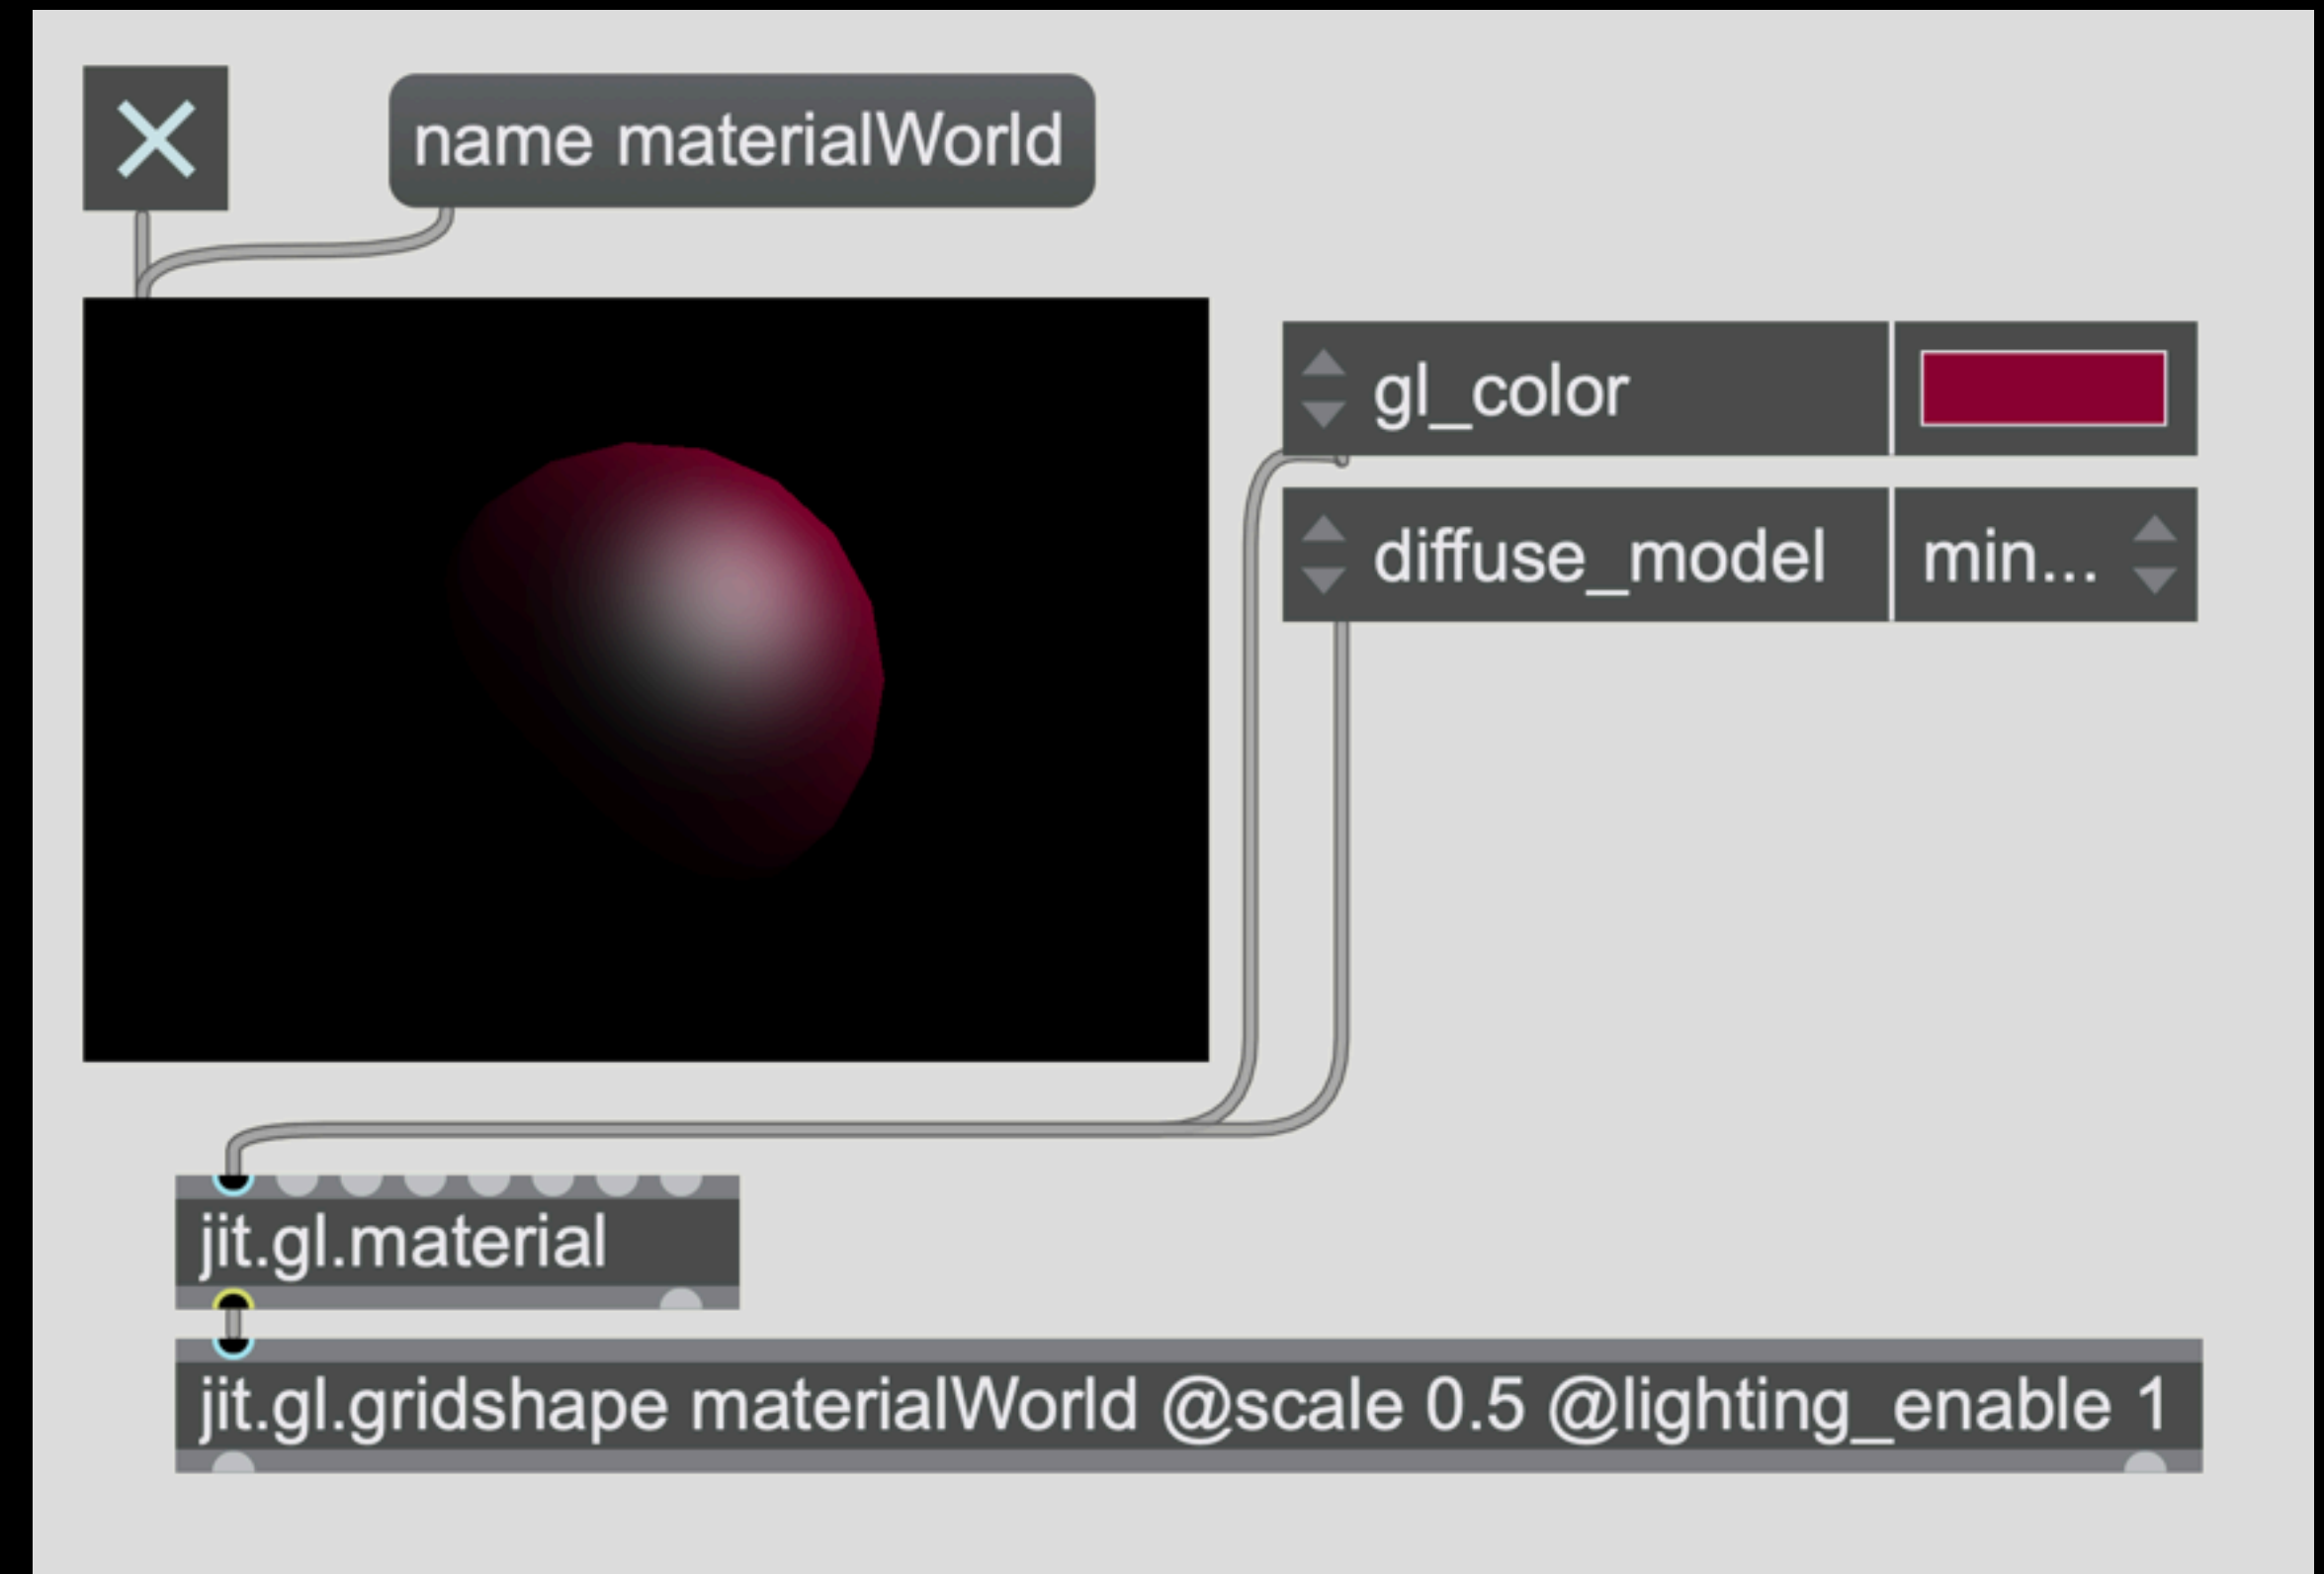 name materialWorld
gl_color
diffuse_model min...
jit.gl.material
jit.gl.gridshape materialWorld @scale 0.5 @lighting_enable 1